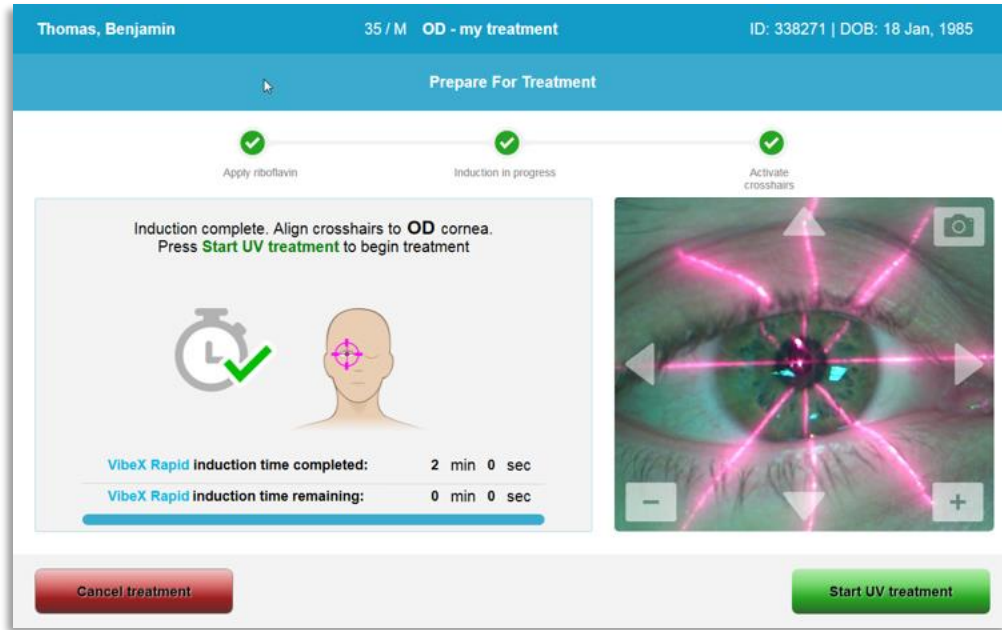 Thomas, Benjamin 35 / M OD - my treatment ID: 338271 | DOB: 18 Jan, 1985
Prepare For Treatment
Apply riboflavin Induction in progress Activate
crosshairs
Induction complete. Align crosshairs to OD cornea.
Press Start UV treatment to begin treatment
VibeX Rapid induction time completed: 2 min 0 sec
VibeX Rapid induction time remaining: 0 min 0 sec
Cancel treatment Start UV treatment